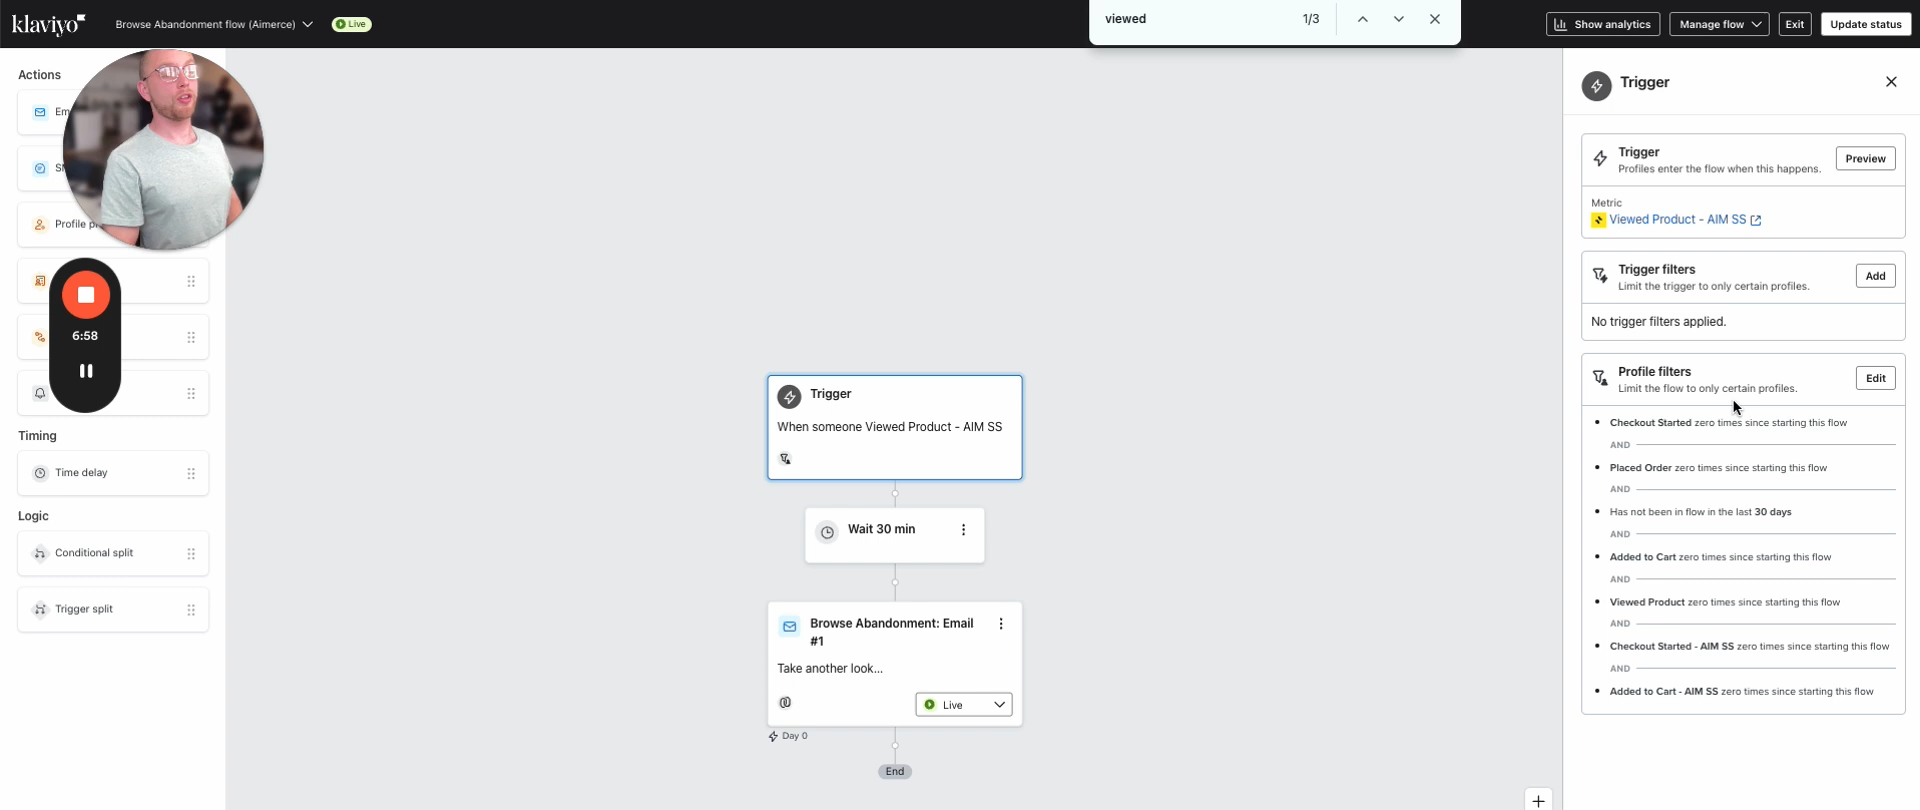 klaviyo
Browse Abandonment flow (Aimerce)
Live
viewed
1/3
Show analytics
Manage flow
Exit
Update status
Actions
Profile
6:58
Timing
Time delay
Logic
Conditional split
Trigger split
Trigger
When someone Viewed Product - AIM SS
Wait 30 min
Browse Abandonment: Email
#1
Take another look...
Live
Day 0
End
Trigger
Trigger
Profiles enter the flow when this happens.
Preview
Metric
Viewed Product - AIM SS
Trigger filters
Limit the trigger to only certain profiles.
Add
No trigger filters applied.
Profile filters
Limit the flow to only certain profiles.
Edit
Checkout Started zero times since starting this flow
AND
Placed Order zero times since starting this flow
AND
Has not been in flow in the last 30 days
AND
Added to Cart zero times since starting this flow
AND
Viewed Product zero times since starting this flow
AND
Checkout Started - AIM SS zero times since starting this flow
AND
Added to Cart - AIM SS zero times since starting this flow